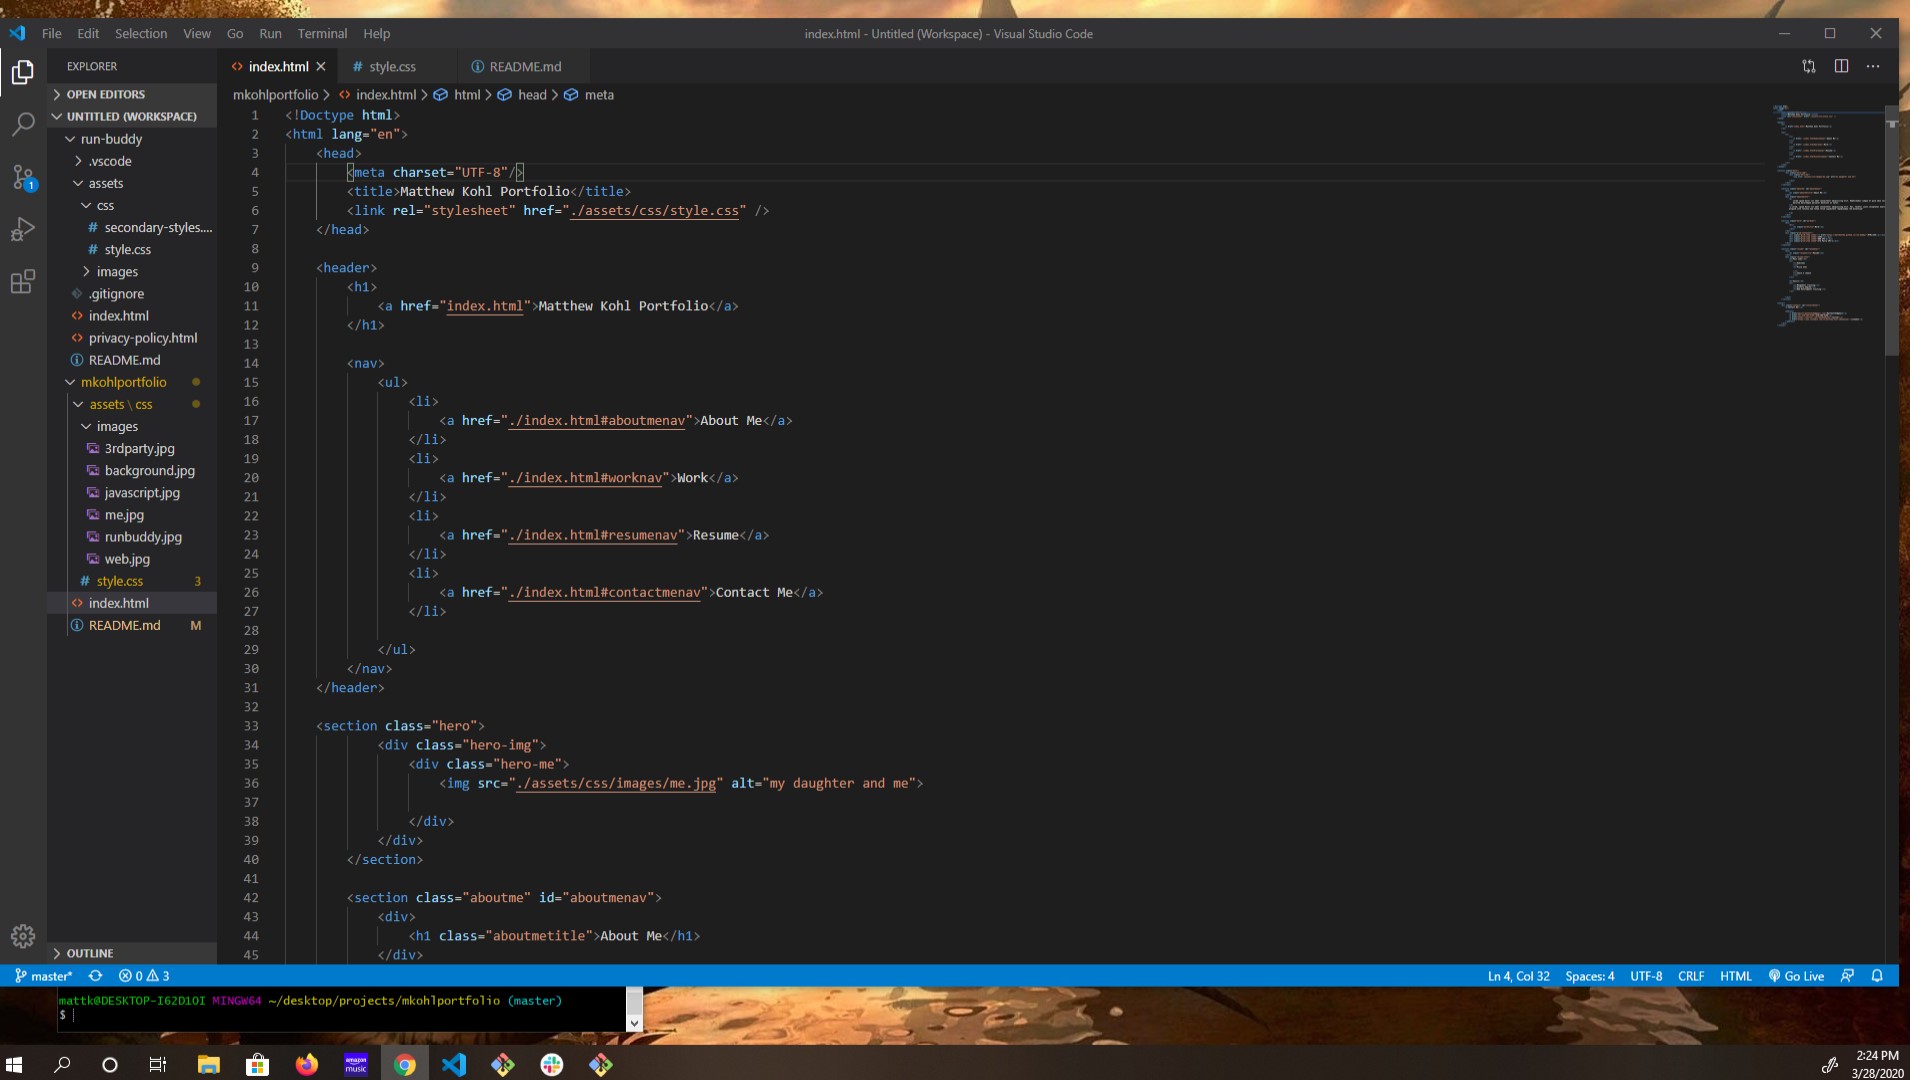 File Edit Selection View Go Run Terminal Help
index.html - Untitled (Workspace) - Visual Studio Code
EXPLORER
index.html
style.css
README.md
OPEN EDITORS
UNTITLED (WORKSPACE)
run-buddy
.vscode
assets
css
secondary-styles....
style.css
images
.gitignore
index.html
privacy-policy.html
README.md
mkohlportfolio
assets \ css
images
3rdparty.jpg
background.jpg
javascript.jpg
me.jpg
runbuddy.jpg
web.jpg
style.css 3
index.html
README.md M
OUTLINE
1
mkohlportfolio > index.html > html > head > meta
1 <!Doctype html>
2 <html lang="en">
3 <head>
4 <meta charset="UTF-8"/>
5 <title>Matthew Kohl Portfolio</title>
6 <link rel="stylesheet" href="./assets/css/style.css" />
7 </head>
8
9 <header>
10 <h1>
11 <a href="index.html">Matthew Kohl Portfolio</a>
12 </h1>
13
14 <nav>
15 <ul>
16 <li>
17 <a href="./index.html#aboutmenav">About Me</a>
18 </li>
19 <li>
20 <a href="./index.html#worknav">Work</a>
21 </li>
22 <li>
23 <a href="./index.html#resumenav">Resume</a>
24 </li>
25 <li>
26 <a href="./index.html#contactmenav">Contact Me</a>
27 </li>
28
29 </ul>
30 </nav>
31 </header>
32
33 <section class="hero">
34 <div class="hero-img">
35 <div class="hero-me">
36 <img src="./assets/css/images/me.jpg" alt="my daughter and me">
37
38 </div>
39 </div>
40 </section>
41
42 <section class="aboutme" id="aboutmenav">
43 <div>
44 <h1 class="aboutmetitle">About Me</h1>
45 </div>
master* 0 3
Ln 4, Col 32 Spaces: 4 UTF-8 CRLF HTML Go Live
mattk@DESKTOP-I62D1OI MINGW64 ~/desktop/projects/mkohlportfolio (master)
$
amazon
music
2:24 PM
3/28/2020